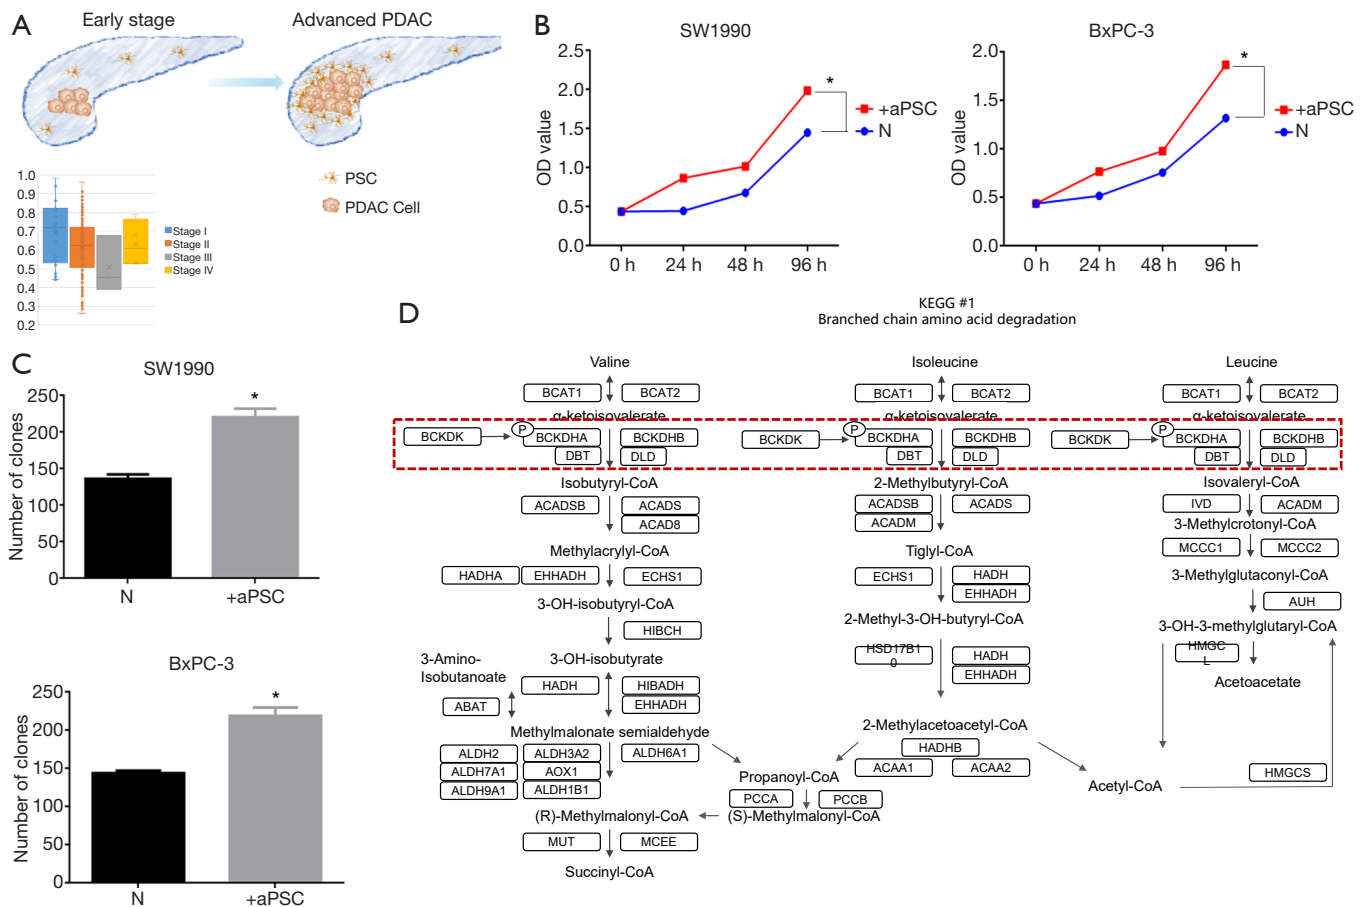 A
Early stage
Advanced PDAC
PSC
PDAC Cell
1.0
0.9
0.8
0.7
0.6
0.5
0.4
0.3
0.2
Stage I
Stage II
Stage III
Stage IV
B
SW1990
OD value
2.5
2.0
1.5
1.0
0.5
0.0
0 h
24 h
48 h
96 h
*
+aPSC
N
BxPC-3
OD value
2.0
1.5
1.0
0.5
0.0
0 h
24 h
48 h
96 h
*
+aPSC
N
C
SW1990
Number of clones
250
200
150
100
50
0
*
N
+aPSC
BxPC-3
Number of clones
250
200
150
100
50
0
*
N
+aPSC
D
KEGG #1
Branched chain amino acid degradation
Valine
BCAT1
BCAT2
α-ketoisovalerate
BCKDK
P
BCKDHA
BCKDHB
DBT
DLD
Isobutyryl-CoA
ACADSB
ACADS
ACAD8
Methylacrylyl-CoA
HADHA
EHHADH
ECHS1
3-OH-isobutyryl-CoA
HIBCH
3-Amino-
Isobutanoate
3-OH-isobutyrate
HADH
HIBADH
EHHADH
ABAT
Methylmalonate semialdehyde
ALDH2
ALDH3A2
ALDH6A1
ALDH7A1
AOX1
ALDH9A1
ALDH1B1
Propanoyl-CoA
PCCA
PCCB
(R)-Methylmalonyl-CoA
(S)-Methylmalonyl-CoA
MUT
MCEE
Succinyl-CoA
Isoleucine
BCAT1
BCAT2
α-ketoisovalerate
BCKDK
P
BCKDHA
BCKDHB
DBT
DLD
2-Methylbutyryl-CoA
ACADSB
ACADS
ACADM
Tiglyl-CoA
ECHS1
HADH
EHHADH
2-Methyl-3-OH-butyryl-CoA
HSD17B1
0
HADH
EHHADH
2-Methylacetoacetyl-CoA
HADHB
ACAA1
ACAA2
Leucine
BCAT1
BCAT2
α-ketoisovalerate
BCKDK
P
BCKDHA
BCKDHB
DBT
DLD
Isovaleryl-CoA
IVD
ACADM
3-Methylcrotonyl-CoA
MCCC1
MCCC2
3-Methylglutaconyl-CoA
AUH
3-OH-3-methylglutaryl-CoA
HMGC
L
Acetoacetate
HMGCS
Acetyl-CoA